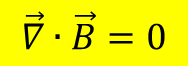 ∇⃗ · B⃗ = 0